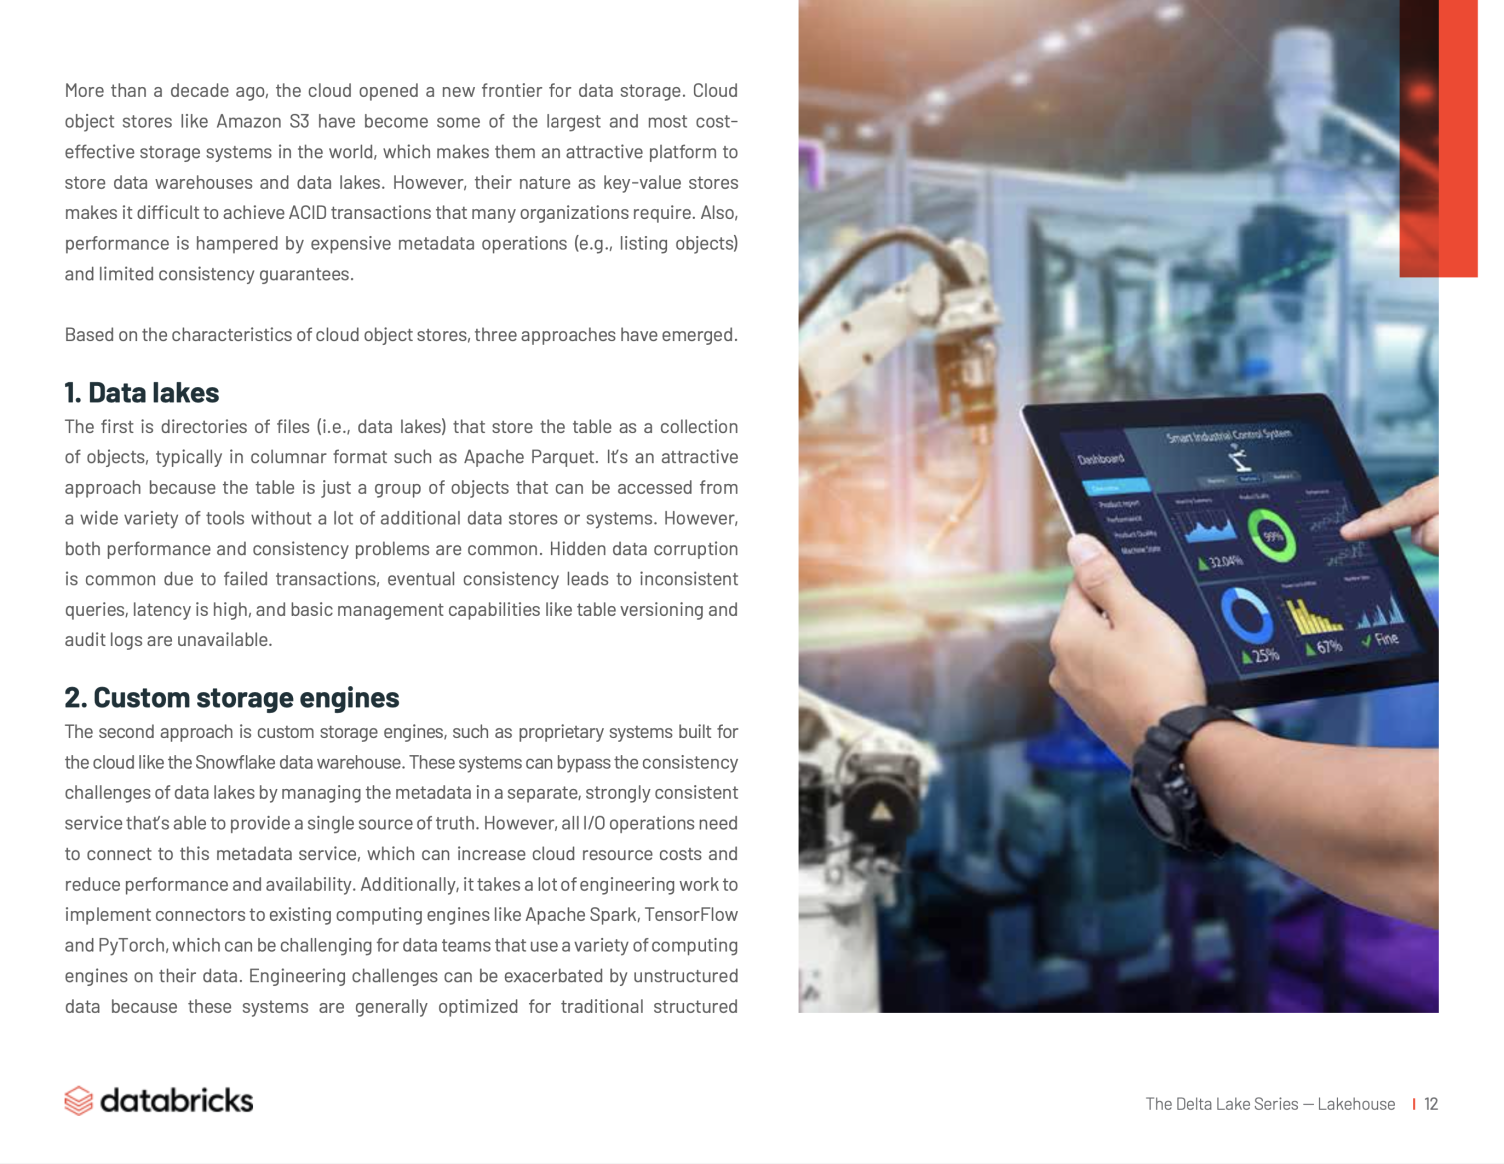 More than a decade ago, the cloud opened a new frontier for data storage. Cloud
object stores like Amazon S3 have become some of the largest and most cost-
effective storage systems in the world, which makes them an attractive platform to
store data warehouses and data lakes. However, their nature as key-value stores
makes it difficult to achieve ACID transactions that many organizations require. Also,
performance is hampered by expensive metadata operations (e.g., listing objects)
and limited consistency guarantees.
Based on the characteristics of cloud object stores, three approaches have emerged.
1. Data lakes
The first is directories of files (i.e., data lakes) that store the table as a collection
of objects, typically in columnar format such as Apache Parquet. It's an attractive
approach because the table is just a group of objects that can be accessed from
a wide variety of tools without a lot of additional data stores or systems. However,
both performance and consistency problems are common. Hidden data corruption
is common due to failed transactions, eventual consistency leads to inconsistent
queries, latency is high, and basic management capabilities like table versioning and
audit logs are unavailable.
2. Custom storage engines
The second approach is custom storage engines, such as proprietary systems built for
the cloud like the Snowflake data warehouse. These systems can bypass the consistency
challenges of data lakes by managing the metadata in a separate, strongly consistent
service that's able to provide a single source of truth. However, all I/O operations need
to connect to this metadata service, which can increase cloud resource costs and
reduce performance and availability. Additionally, it takes a lot of engineering work to
implement connectors to existing computing engines like Apache Spark, TensorFlow
and PyTorch, which can be challenging for data teams that use a variety of computing
engines on their data. Engineering challenges can be exacerbated by unstructured
data because these systems are generally optimized for traditional structured
Smart Industrial Control System
Dashboard
Product report
Performance
Product Quality
Machine State
Product Quality
99%
32.04%
25%
67%
Fine
databricks
The Delta Lake Series — Lakehouse | 12